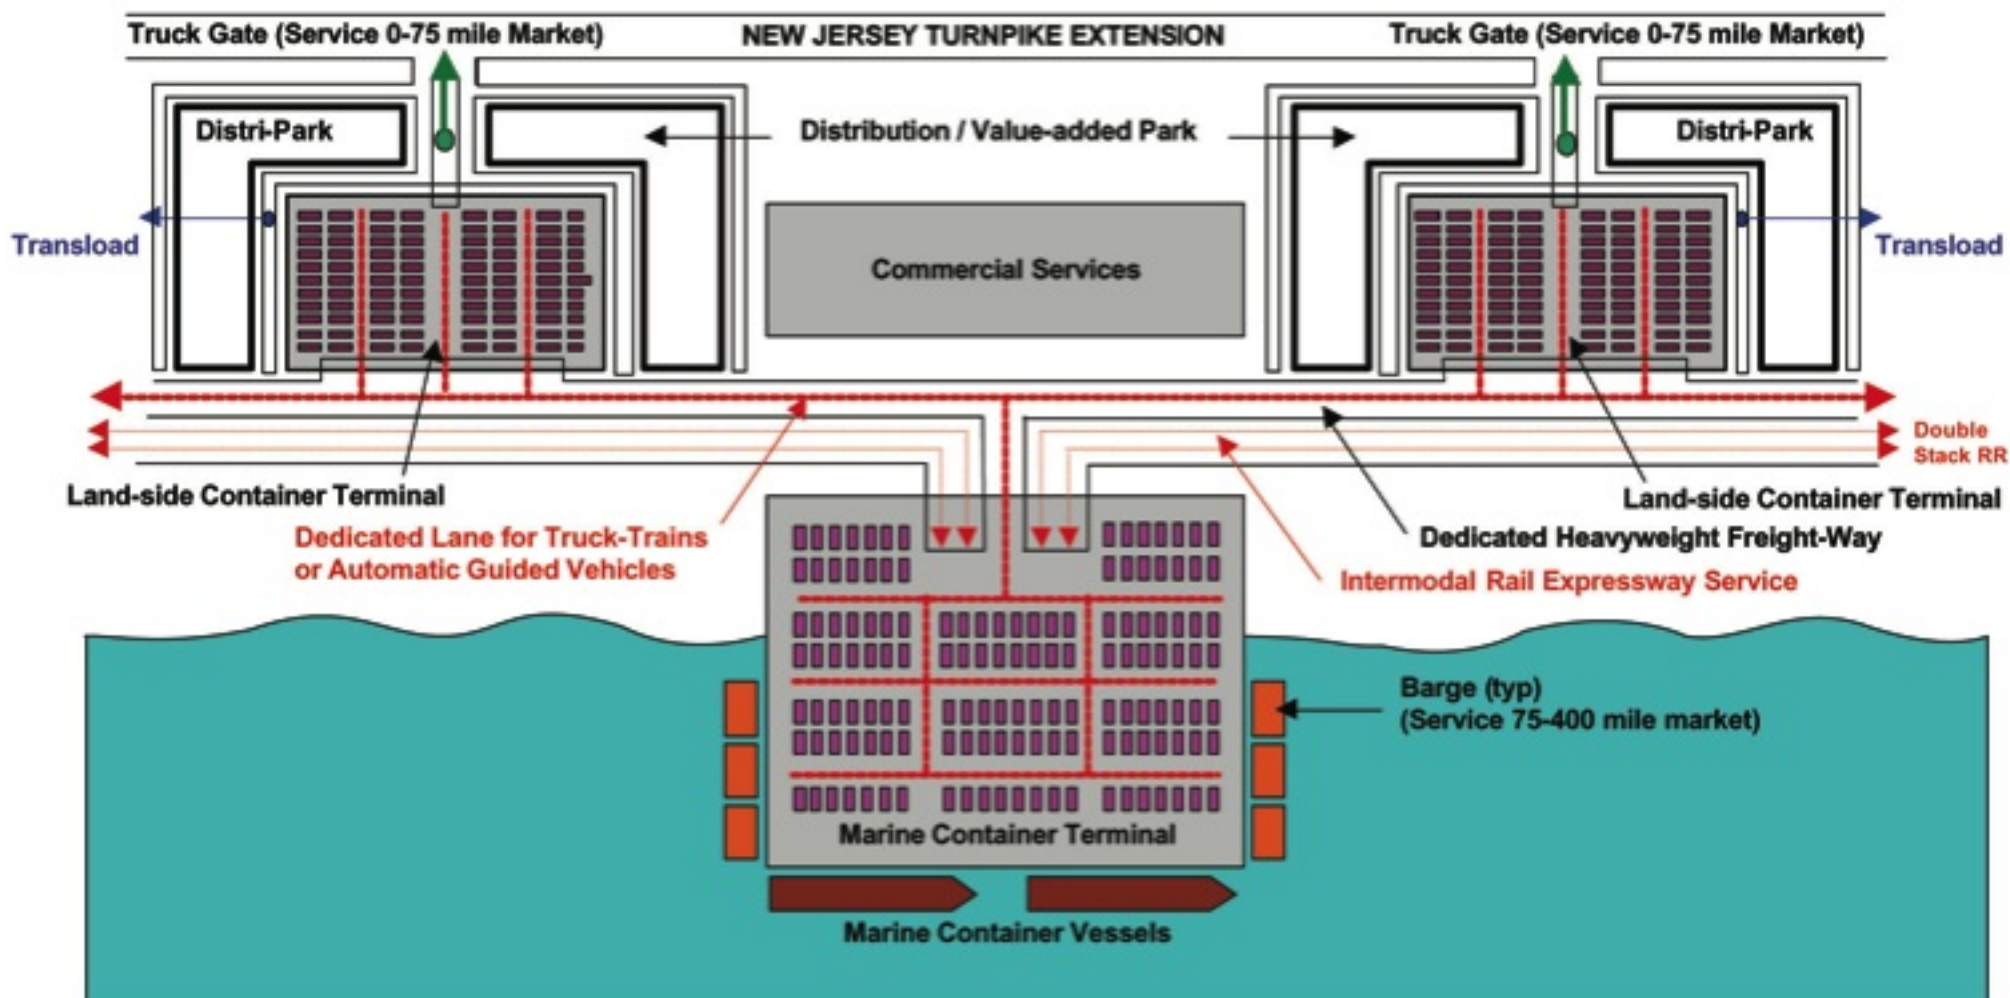 Truck Gate (Service 0-75 mile Market)
NEW JERSEY TURNPIKE EXTENSION
Truck Gate (Service 0-75 mile Market)
Distri-Park
Distribution / Value-added Park
Distri-Park
Transload
Commercial Services
Transload
Double
Stack RR
Land-side Container Terminal
Land-side Container Terminal
Dedicated Lane for Truck-Trains
or Automatic Guided Vehicles
Dedicated Heavyweight Freight-Way
Intermodal Rail Expressway Service
Barge (typ)
(Service 75-400 mile market)
Marine Container Terminal
Marine Container Vessels